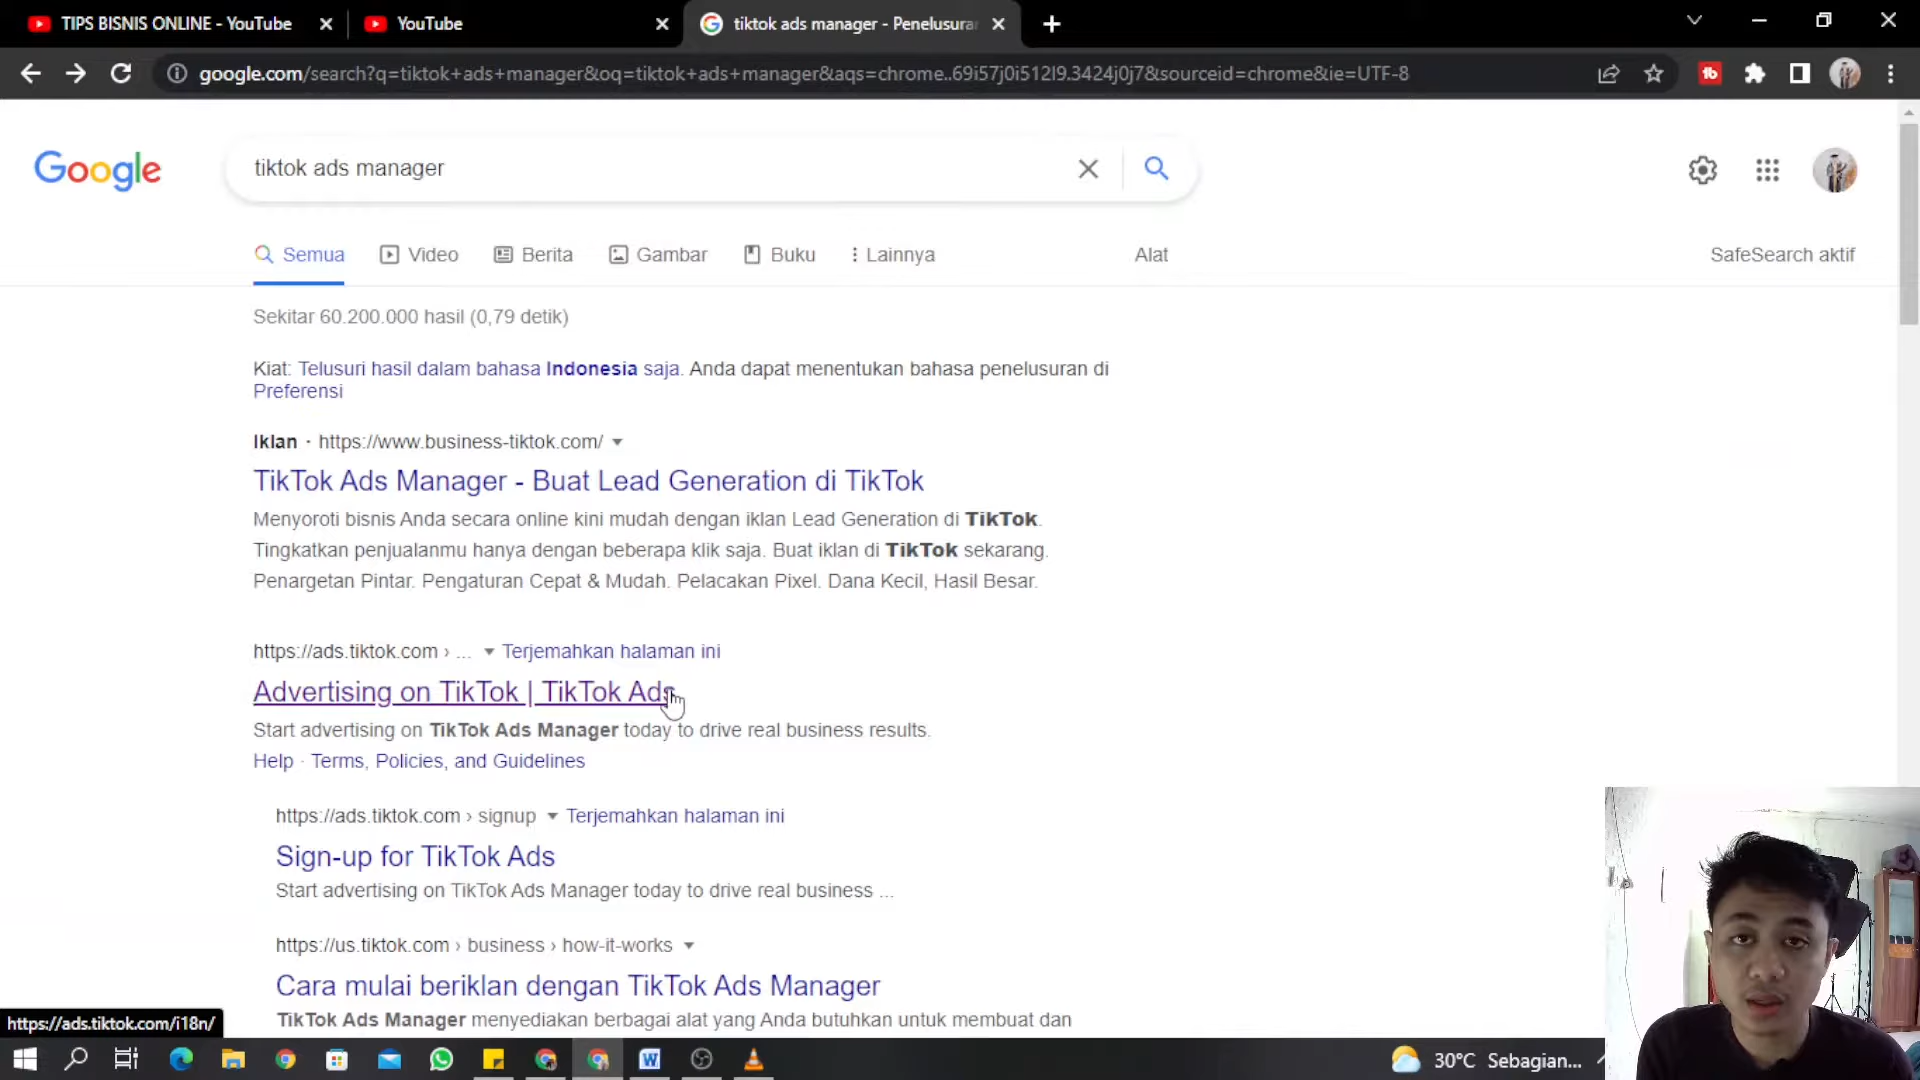 TIPS BISNIS ONLINE - YouTube
YouTube
tiktok ads manager - Penelusura
google.com/search?q=tiktok+ads+manager&oq=tiktok+ads+manager&aqs=chrome..69i57j0i512l9.3424j0j7&sourceid=chrome&ie=UTF-8
Google
tiktok ads manager
Semua Video Berita Gambar Buku Lainnya Alat SafeSearch aktif
Sekitar 60.200.000 hasil (0,79 detik)
Kiat: Telusuri hasil dalam bahasa Indonesia saja. Anda dapat menentukan bahasa penelusuran di
Preferensi
Iklan · https://www.business-tiktok.com/
TikTok Ads Manager - Buat Lead Generation di TikTok
Menyoroti bisnis Anda secara online kini mudah dengan iklan Lead Generation di TikTok.
Tingkatkan penjualanmu hanya dengan beberapa klik saja. Buat iklan di TikTok sekarang.
Penargetan Pintar. Pengaturan Cepat & Mudah. Pelacakan Pixel. Dana Kecil, Hasil Besar.
https://ads.tiktok.com › ... Terjemahkan halaman ini
Advertising on TikTok | TikTok Ads
Start advertising on TikTok Ads Manager today to drive real business results.
Help · Terms, Policies, and Guidelines
https://ads.tiktok.com › signup Terjemahkan halaman ini
Sign-up for TikTok Ads
Start advertising on TikTok Ads Manager today to drive real business ...
https://us.tiktok.com › business › how-it-works
Cara mulai beriklan dengan TikTok Ads Manager
TikTok Ads Manager menyediakan berbagai alat yang Anda butuhkan untuk membuat dan
https://ads.tiktok.com/i18n/
30°C Sebagian...